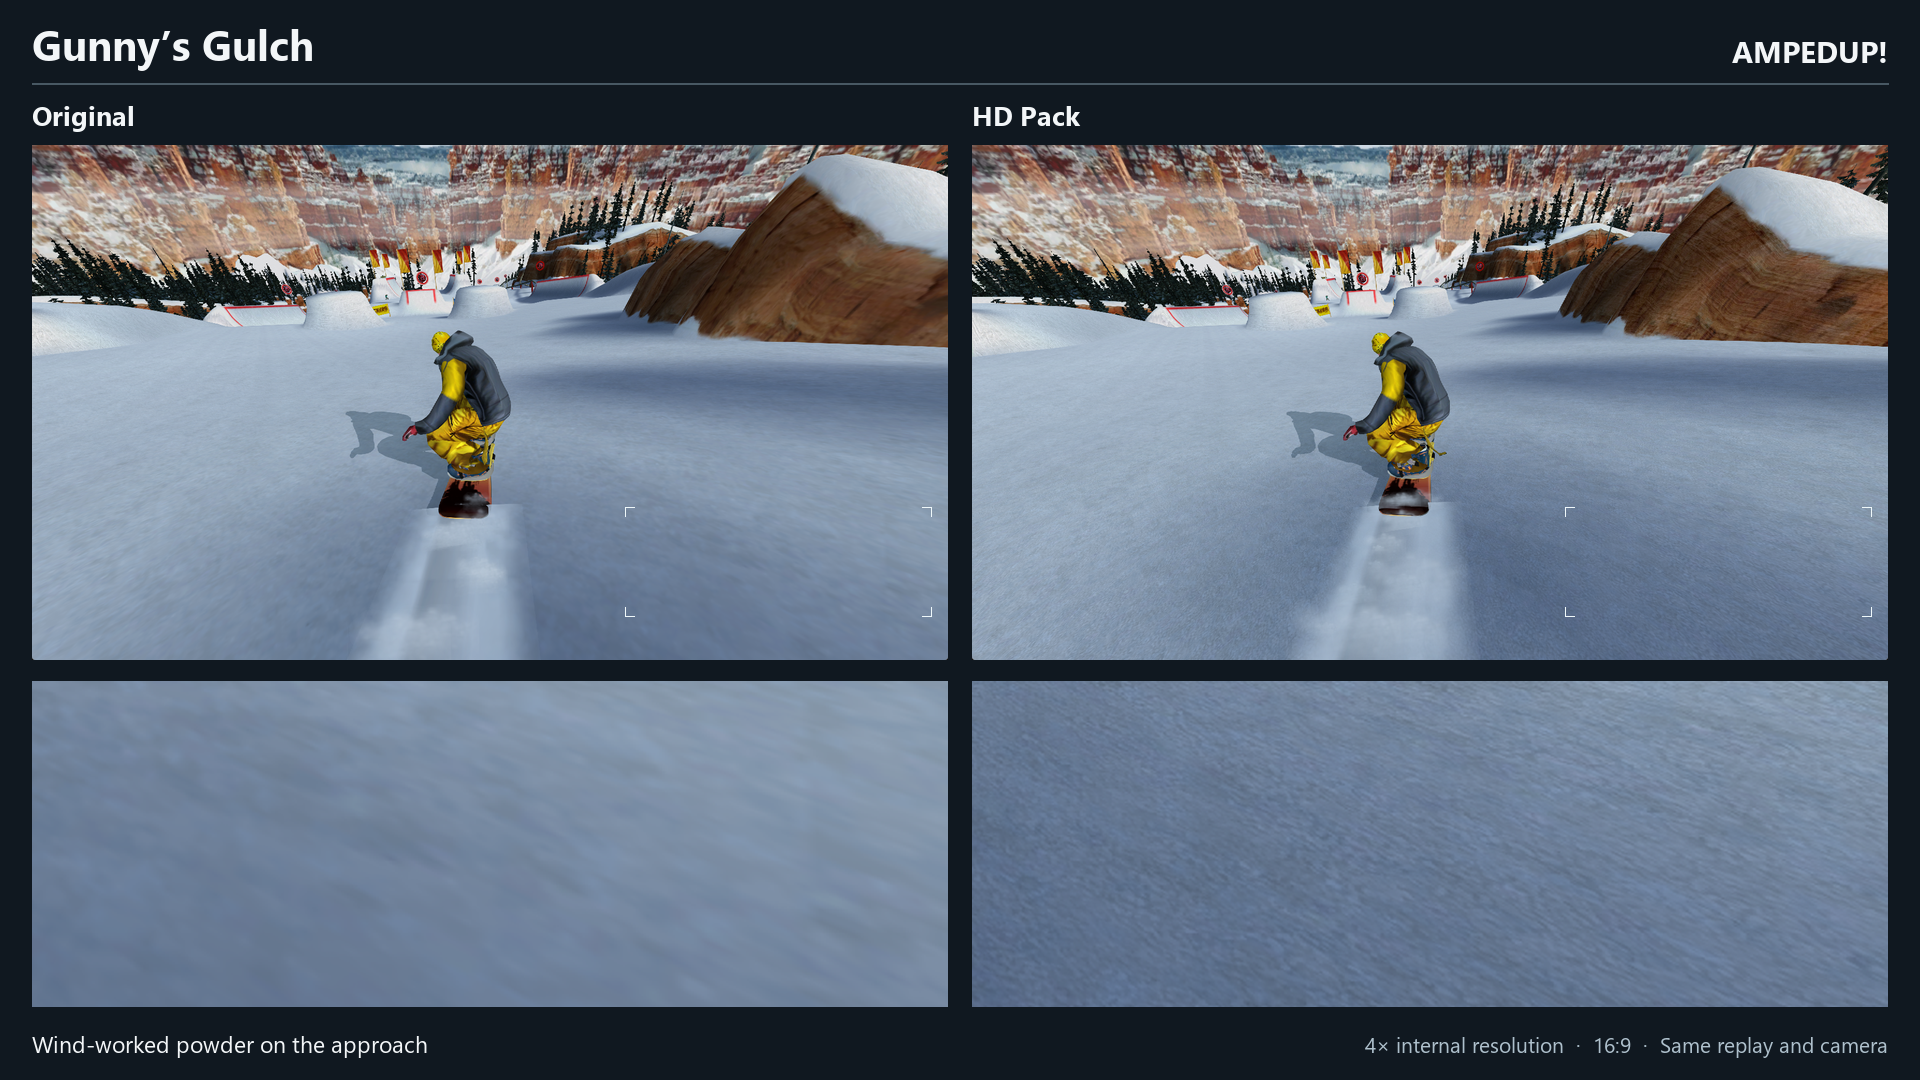 Gunny’s Gulch
AMPEDUP!
Original
HD Pack
Wind-worked powder on the approach
4× internal resolution · 16:9 · Same replay and camera